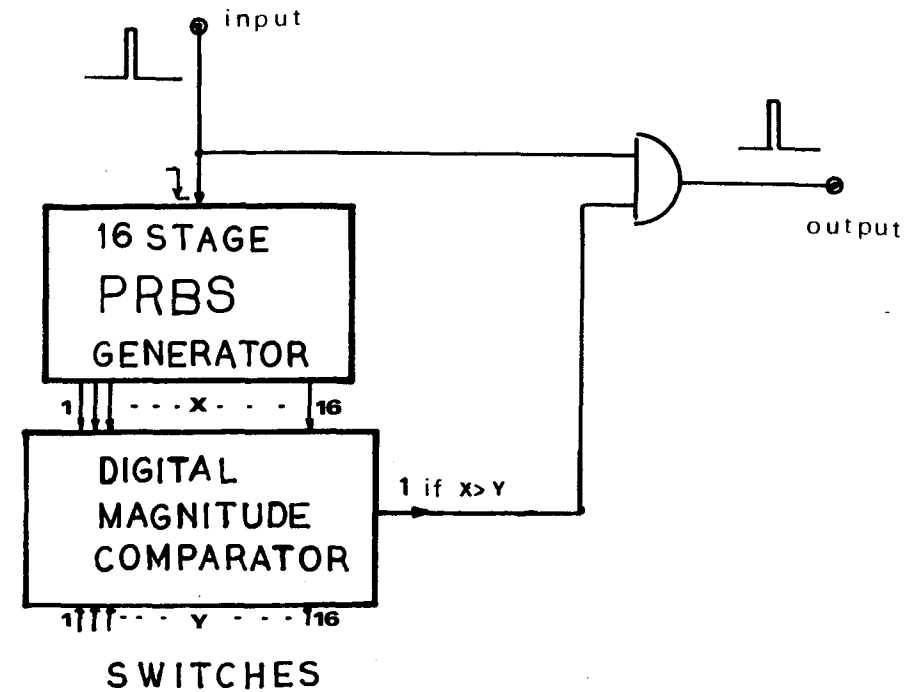 input
output
16 STAGE
PRBS
GENERATOR
1 - - - X - - - 16
DIGITAL
MAGNITUDE
COMPARATOR
1 if X> Y
1 - - - Y - - - 16
SWITCHES